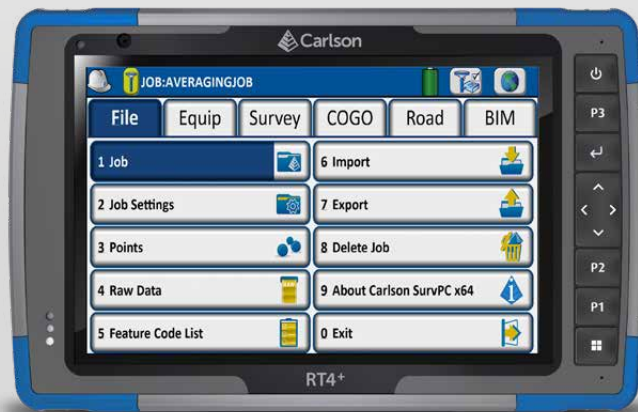 Carlson
JOB:AVERAGINGJOB
File Equip Survey COGO Road BIM
1 Job 6 Import
2 Job Settings 7 Export
3 Points 8 Delete Job
4 Raw Data 9 About Carlson SurvPC x64
5 Feature Code List 0 Exit
P3
P2
P1
RT4+